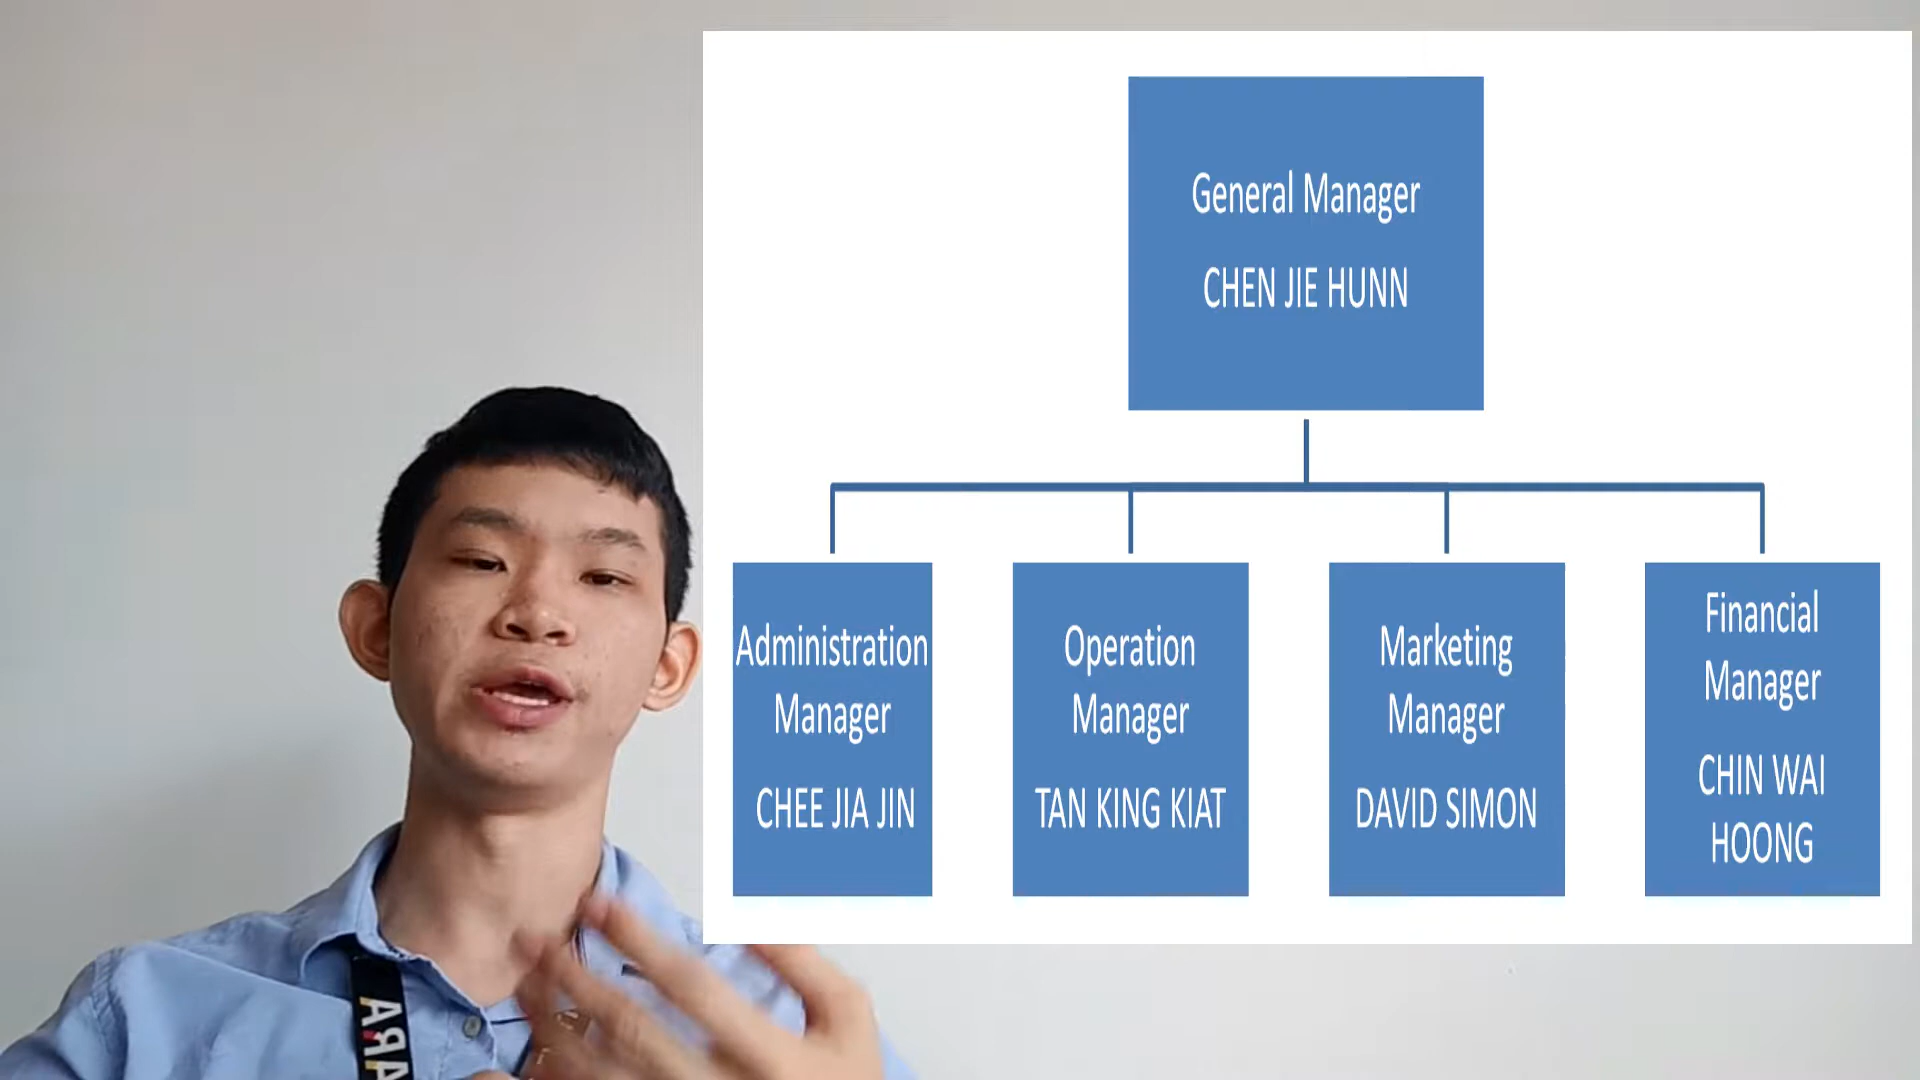 General Manager
CHEN JIE HUNN
Administration
Manager
CHEE JIA JIN
Operation
Manager
TAN KING KIAT
Marketing
Manager
DAVID SIMON
Financial
Manager
CHIN WAI
HOONG